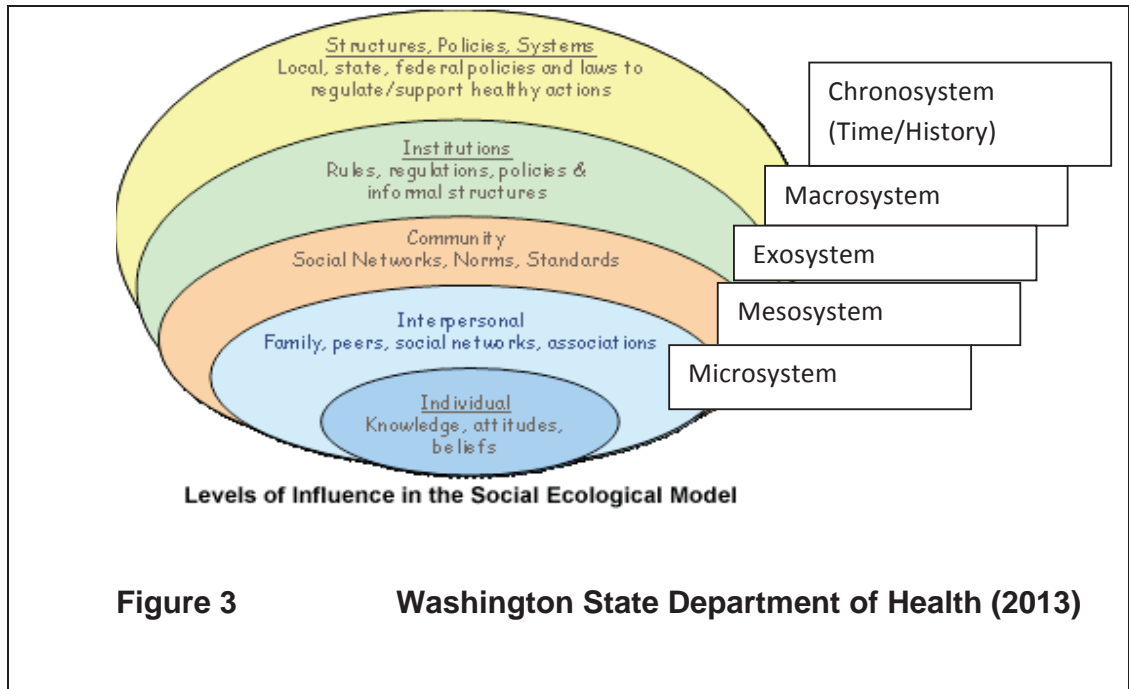 Structures, Policies, Systems
Local, state, federal policies and laws to
regulate/support healthy actions
Institutions
Rules, regulations, policies &
informal structures
Community
Social Networks, Norms, Standards
Interpersonal
Family, peers, social networks, associations
Individual
Knowledge, attitudes,
beliefs
Chronosystem
(Time/History)
Macrosystem
Exosystem
Mesosystem
Microsystem
Levels of Influence in the Social Ecological Model
Figure 3 Washington State Department of Health (2013)